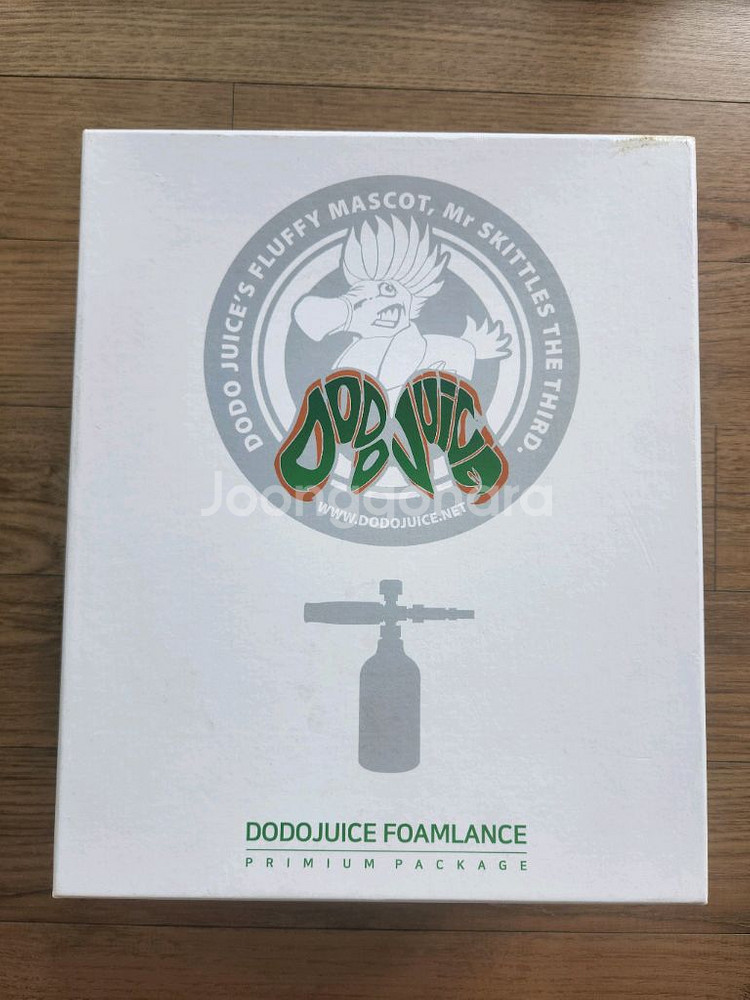 DODO JUICE'S FLUFFY MASCOT, Mr SKITTLES THE THIRD.
DODO JUICE
Joonggonara
WWW.DODOJUICE.NET
DODOJUICE FOAMLANCE
PRIMIUM PACKAGE